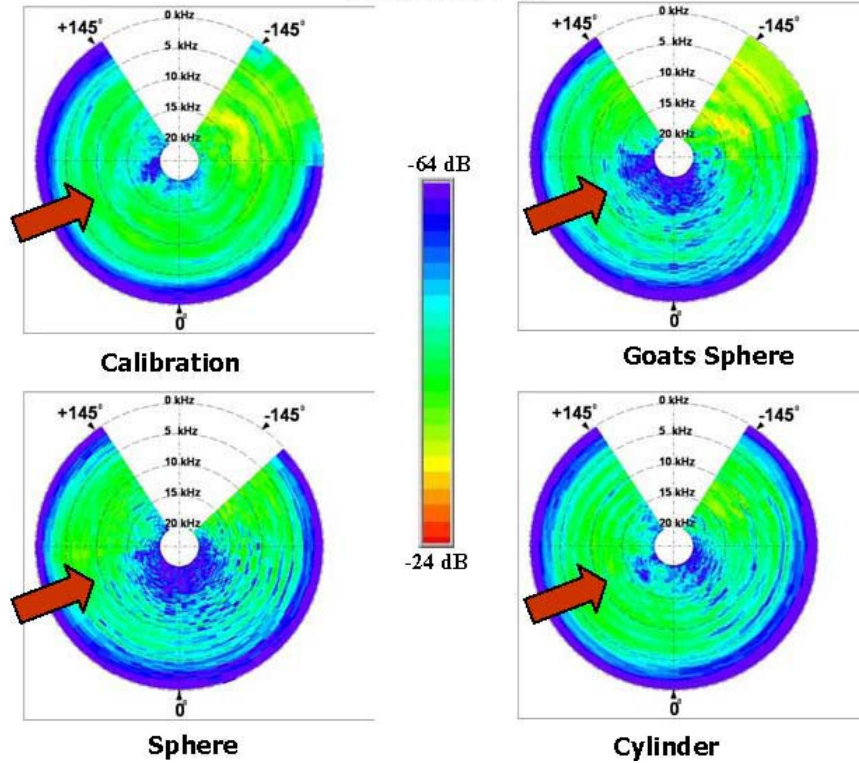 +145°
0 kHz
-145°
5 kHz
10 kHz
15 kHz
20 kHz
0°
Calibration
+145°
0 kHz
-145°
5 kHz
10 kHz
15 kHz
20 kHz
0°
Goats Sphere
-64 dB
-24 dB
+145°
0 kHz
-145°
5 kHz
10 kHz
15 kHz
20 kHz
0°
Sphere
+145°
0 kHz
-145°
5 kHz
10 kHz
15 kHz
20 kHz
0°
Cylinder